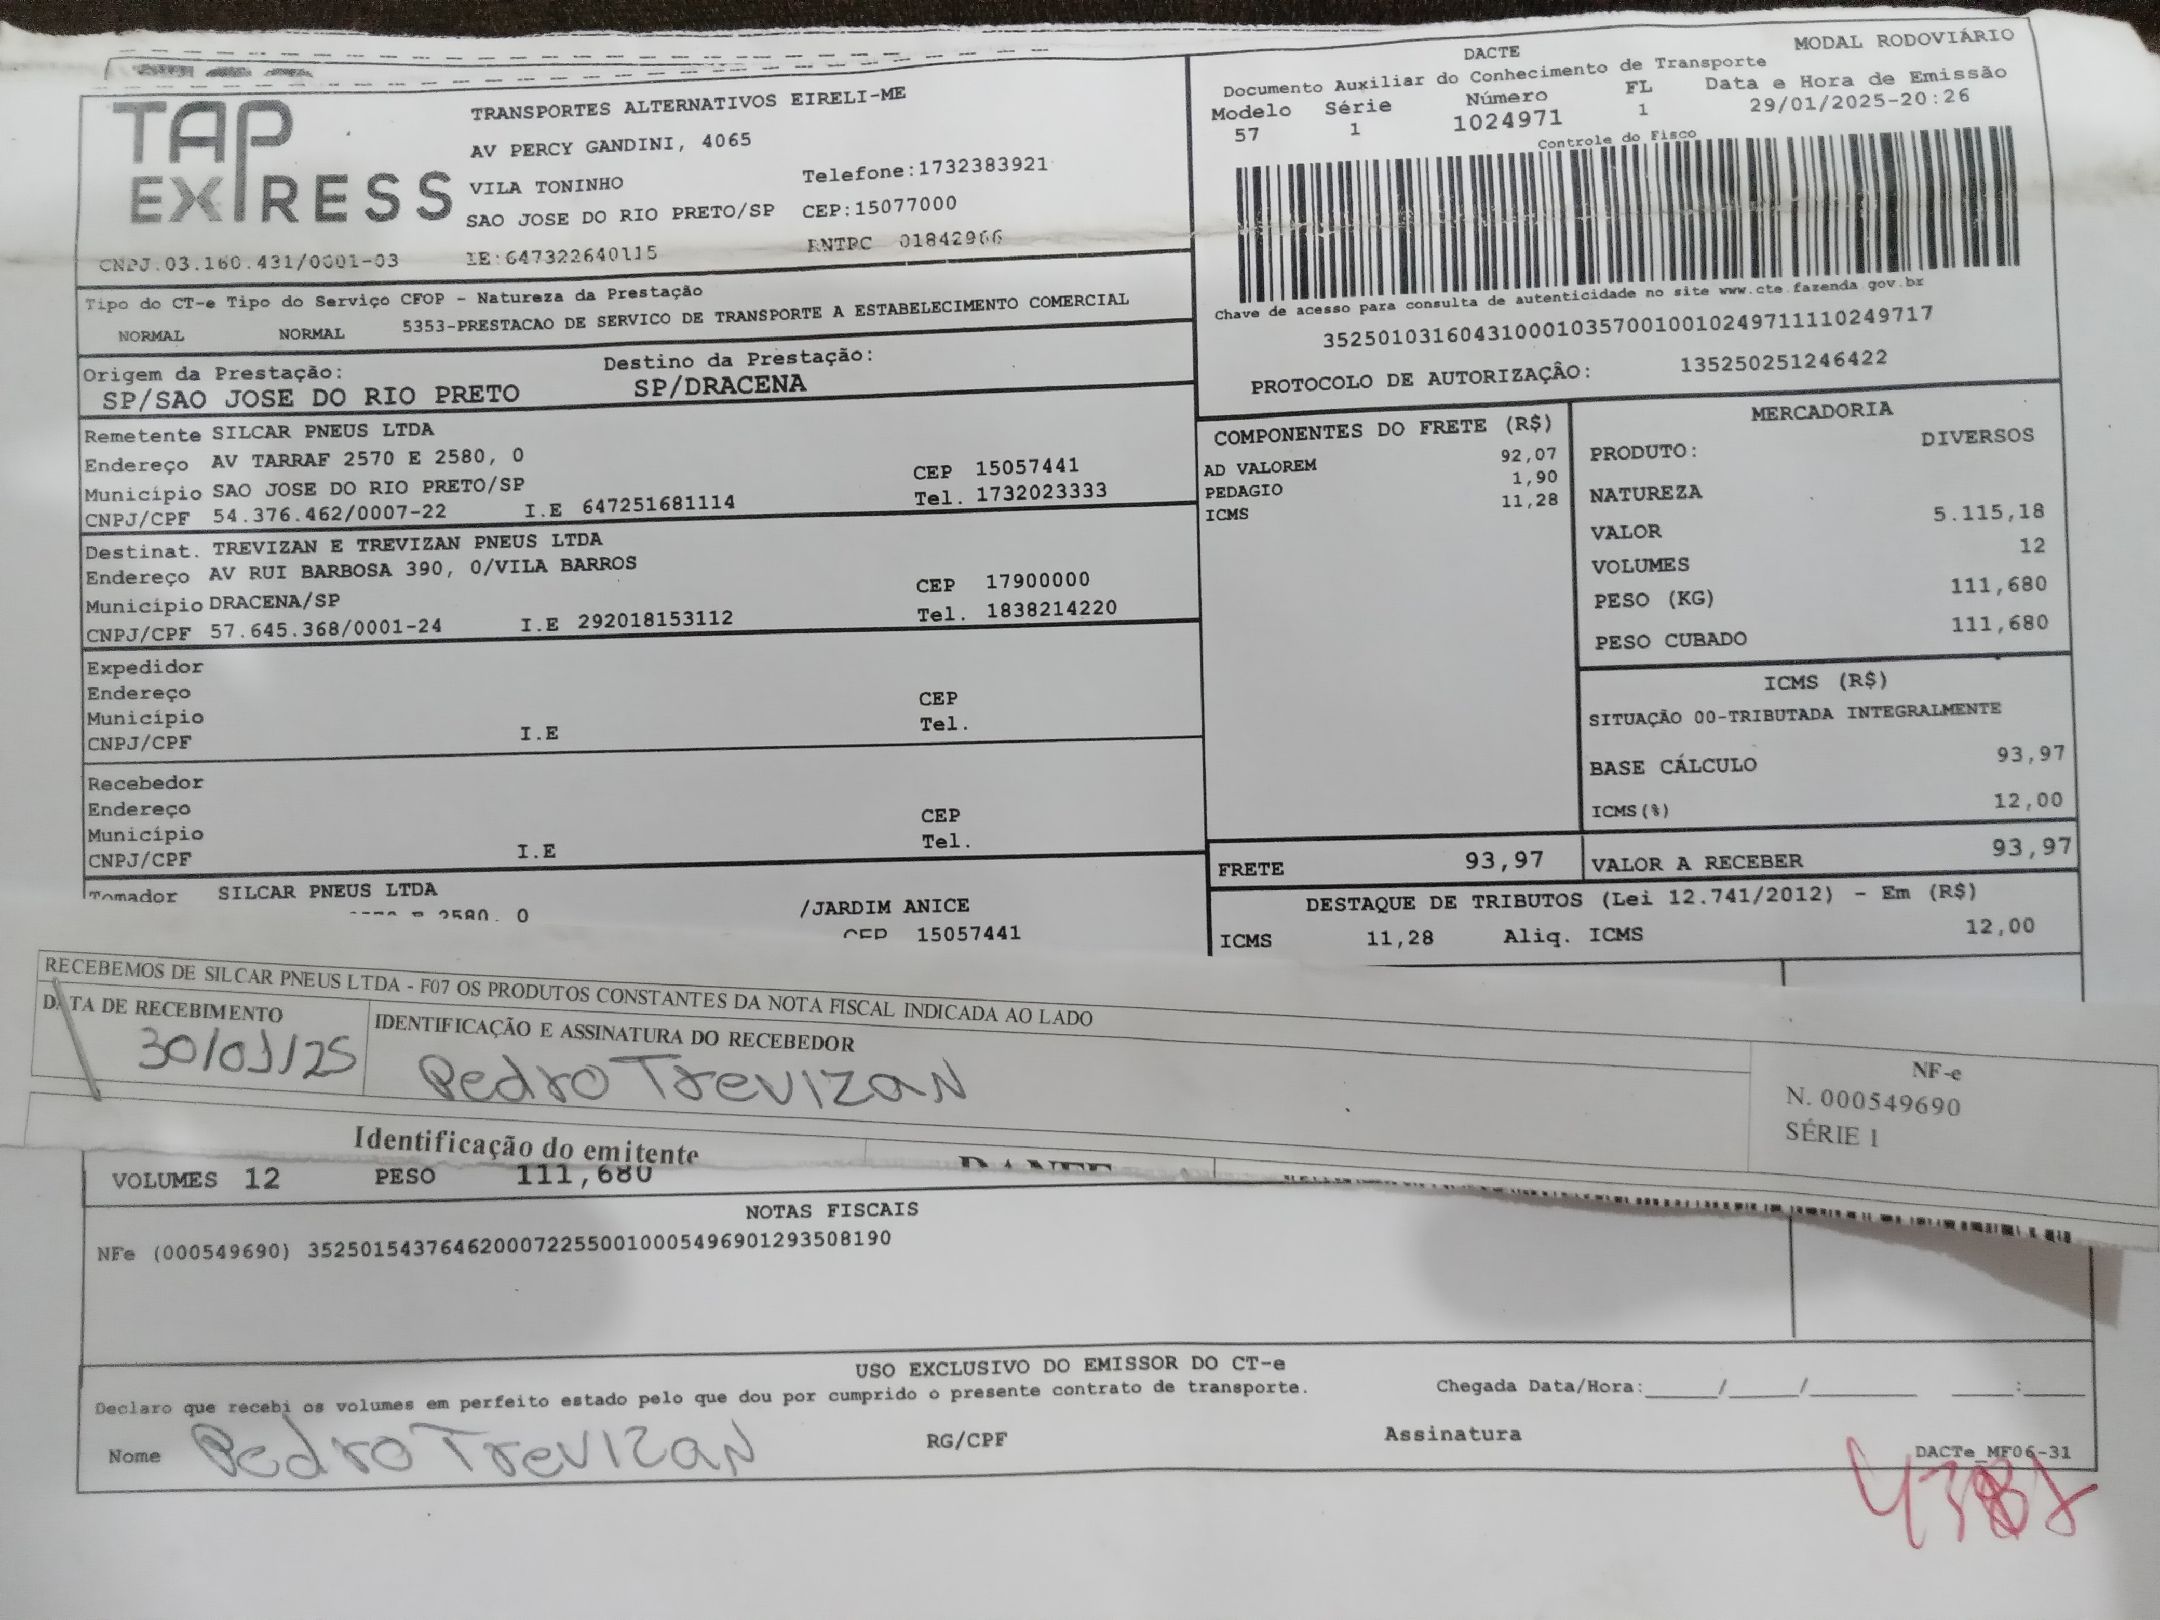 TAP
EXPRESS
TRANSPORTES ALTERNATIVOS EIRELI-ME
AV PERCY GANDINI, 4065
VILA TONINHO Telefone:1732383921
SAO JOSE DO RIO PRETO/SP CEP:15077000
CNPJ.03.160.431/0001-03 IE:647322640115 RNTRC 01842966
DACTE MODAL RODOVIÁRIO
Documento Auxiliar do Conhecimento de Transporte
Modelo Série Número FL Data e Hora de Emissão
57 1 1024971 1 29/01/2025-20:26
Controle do Fisco
Chave de acesso para consulta de autenticidade no site www.cte.fazenda.gov.br
35250103160431000103570010010249711110249717
PROTOCOLO DE AUTORIZAÇÃO: 135250251246422
Tipo do CT-e Tipo do Serviço CFOP - Natureza da Prestação
NORMAL NORMAL 5353-PRESTACAO DE SERVICO DE TRANSPORTE A ESTABELECIMENTO COMERCIAL
Origem da Prestação: Destino da Prestação:
SP/SAO JOSE DO RIO PRETO SP/DRACENA
Remetente SILCAR PNEUS LTDA
Endereço AV TARRAF 2570 E 2580, 0
Município SAO JOSE DO RIO PRETO/SP CEP 15057441
CNPJ/CPF 54.376.462/0007-22 I.E 647251681114 Tel. 1732023333
Destinat. TREVIZAN E TREVIZAN PNEUS LTDA
Endereço AV RUI BARBOSA 390, 0/VILA BARROS
Município DRACENA/SP CEP 17900000
CNPJ/CPF 57.645.368/0001-24 I.E 292018153112 Tel. 1838214220
Expedidor
Endereço
Município CEP
CNPJ/CPF I.E Tel.
Recebedor
Endereço
Município CEP
CNPJ/CPF I.E Tel.
Tomador SILCAR PNEUS LTDA
E 2580, 0 /JARDIM ANICE
CEP 15057441
COMPONENTES DO FRETE (R$)
AD VALOREM 92,07
PEDAGIO 1,90
ICMS 11,28
MERCADORIA
PRODUTO: DIVERSOS
NATUREZA
VALOR 5.115,18
VOLUMES 12
PESO (KG) 111,680
PESO CUBADO 111,680
ICMS (R$)
SITUAÇÃO 00-TRIBUTADA INTEGRALMENTE
BASE CÁLCULO 93,97
ICMS(%) 12,00
FRETE 93,97 VALOR A RECEBER 93,97
DESTAQUE DE TRIBUTOS (Lei 12.741/2012) - Em (R$)
ICMS 11,28 Aliq. ICMS 12,00
RECEBEMOS DE SILCAR PNEUS LTDA - F07 OS PRODUTOS CONSTANTES DA NOTA FISCAL INDICADA AO LADO
DATA DE RECEBIMENTO IDENTIFICAÇÃO E ASSINATURA DO RECEBEDOR
30/01/25 Pedro Trevizan
NF-e
N. 000549690
SÉRIE 1
Identificação do emitente
VOLUMES 12 PESO 111,680
NOTAS FISCAIS
NFe (000549690) 35250154376462000722550010005496901293508190
USO EXCLUSIVO DO EMISSOR DO CT-e
Declaro que recebi os volumes em perfeito estado pelo que dou por cumprido o presente contrato de transporte. Chegada Data/Hora:_____/_____/_______ ____:____
Nome Pedro Trevizan RG/CPF Assinatura
DACTe_MF06-31